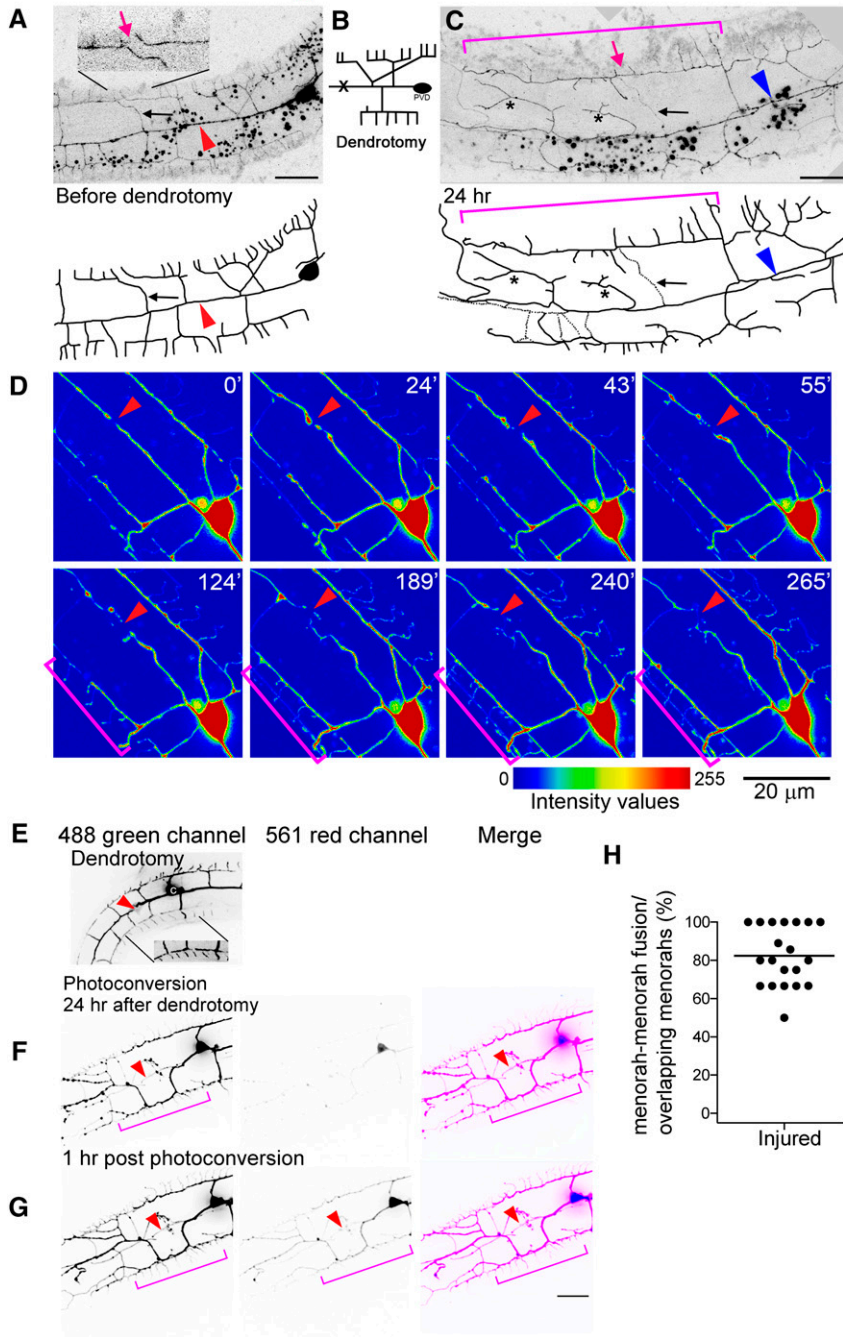 A
B
C
X
PVD
Dendrotomy
*
*
Before dendrotomy
24 hr
*
*
D
0'
24'
43'
55'
124'
189'
240'
265'
0
255
Intensity values
20 μm
E
488 green channel
561 red channel
Merge
Dendrotomy
Photoconversion
24 hr after dendrotomy
F
1 hr post photoconversion
G
H
menorah-menorah fusion/
overlapping menorahs (%)
100
80
60
40
20
0
Injured